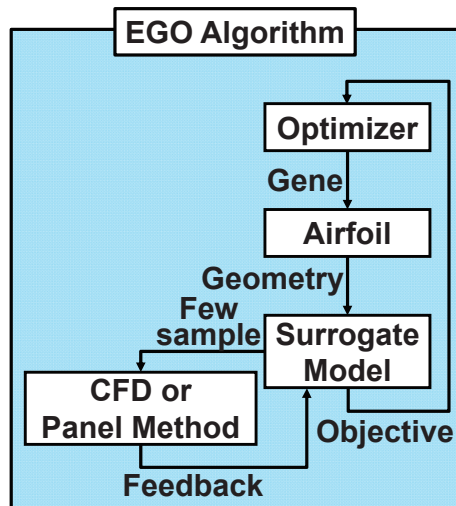 EGO Algorithm
Optimizer
Gene
Airfoil
Geometry
Few
sample
Surrogate
Model
CFD or
Panel Method
Objective
Feedback